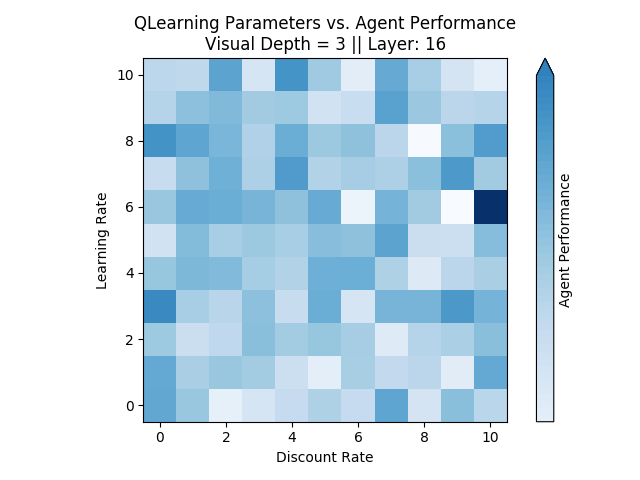 QLearning Parameters vs. Agent Performance
Visual Depth = 3 || Layer: 16
10
8
6
4
2
0
Learning Rate
0 2 4 6 8 10
Discount Rate
Agent Performance